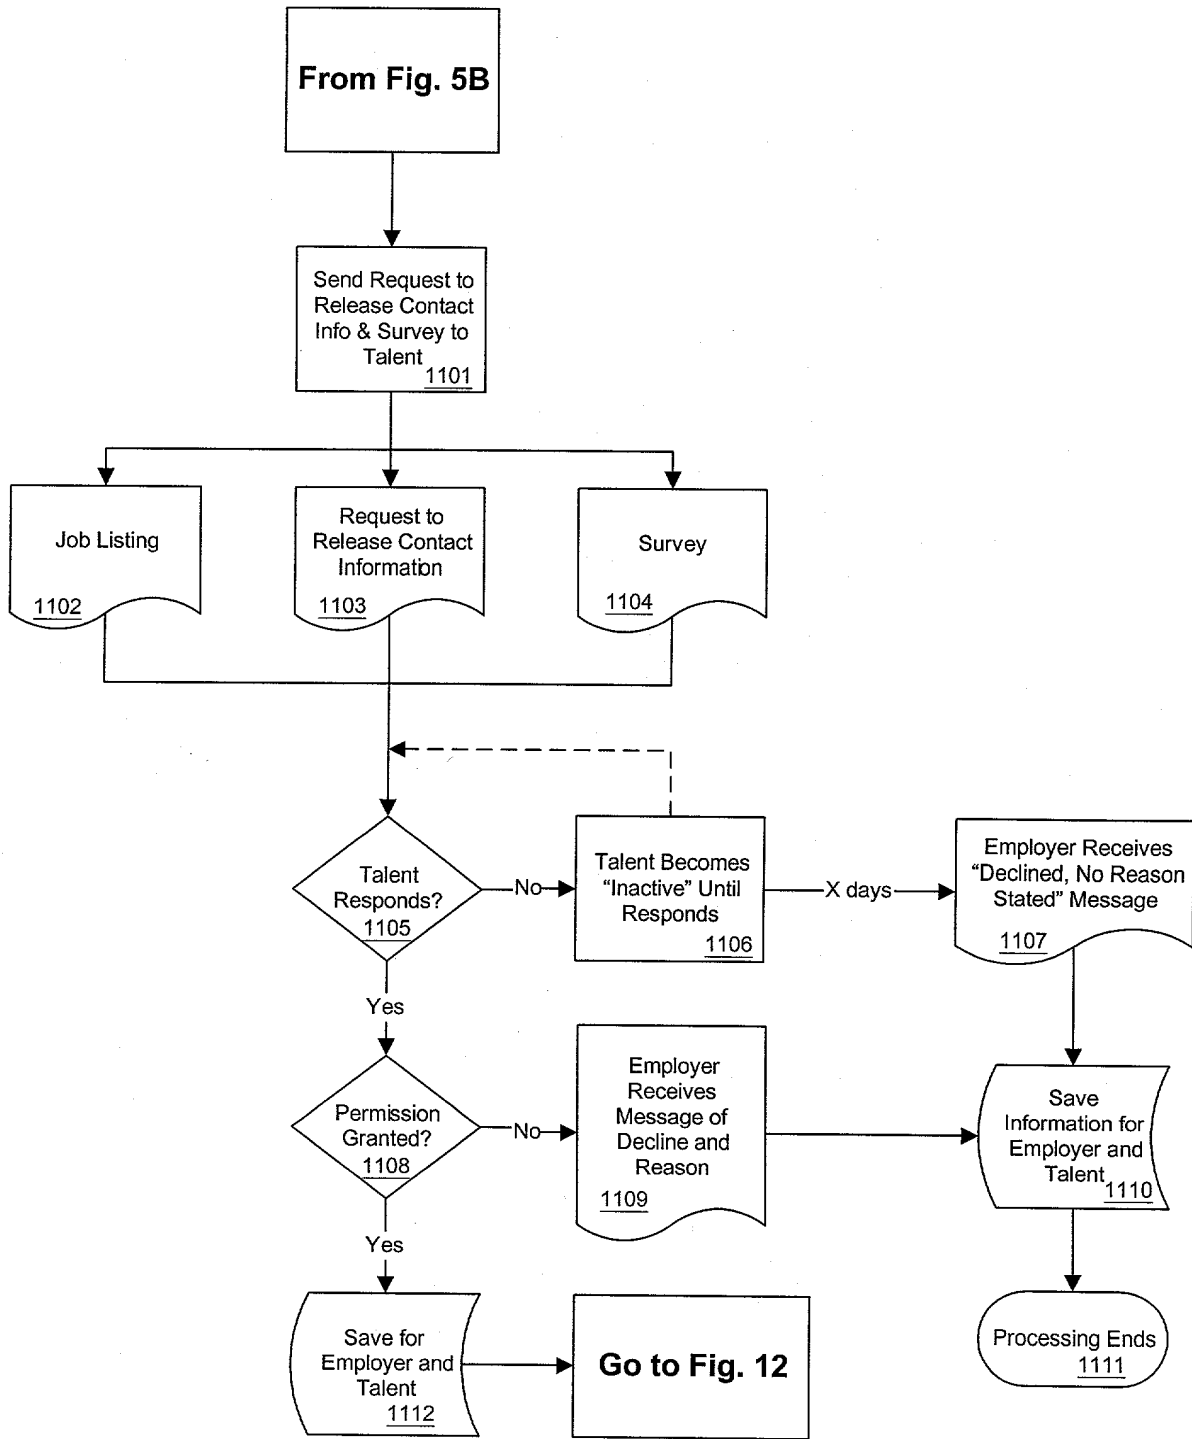 From Fig. 5B
Send Request to
Release Contact
Info & Survey to
Talent
1101
Job Listing
1102
Request to
Release Contact
Information
1103
Survey
1104
Talent
Responds?
1105
No
Talent Becomes
“Inactive” Until
Responds
1106
X days
Employer Receives
“Declined, No Reason
Stated” Message
1107
Yes
Permission
Granted?
1108
No
Employer
Receives
Message of
Decline and
Reason
1109
Save
Information for
Employer and
Talent
1110
Yes
Save for
Employer and
Talent
1112
Go to Fig. 12
Processing Ends
1111